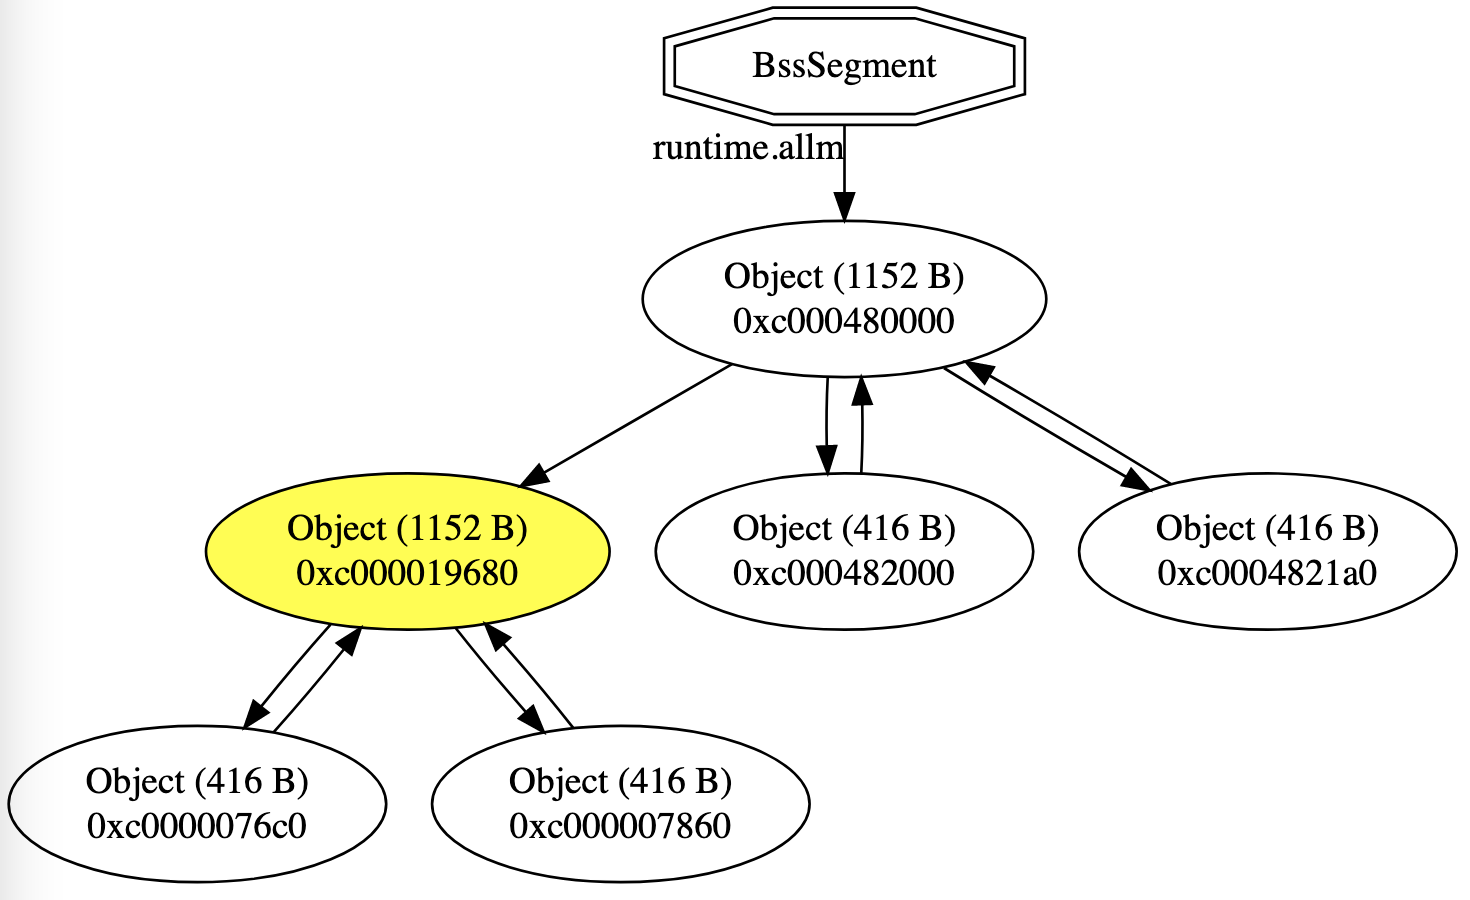 BssSegment
runtime.allm
Object (1152 B)
0xc000480000
Object (1152 B)
0xc000019680
Object (416 B)
0xc000482000
Object (416 B)
0xc0004821a0
Object (416 B)
0xc0000076c0
Object (416 B)
0xc000007860